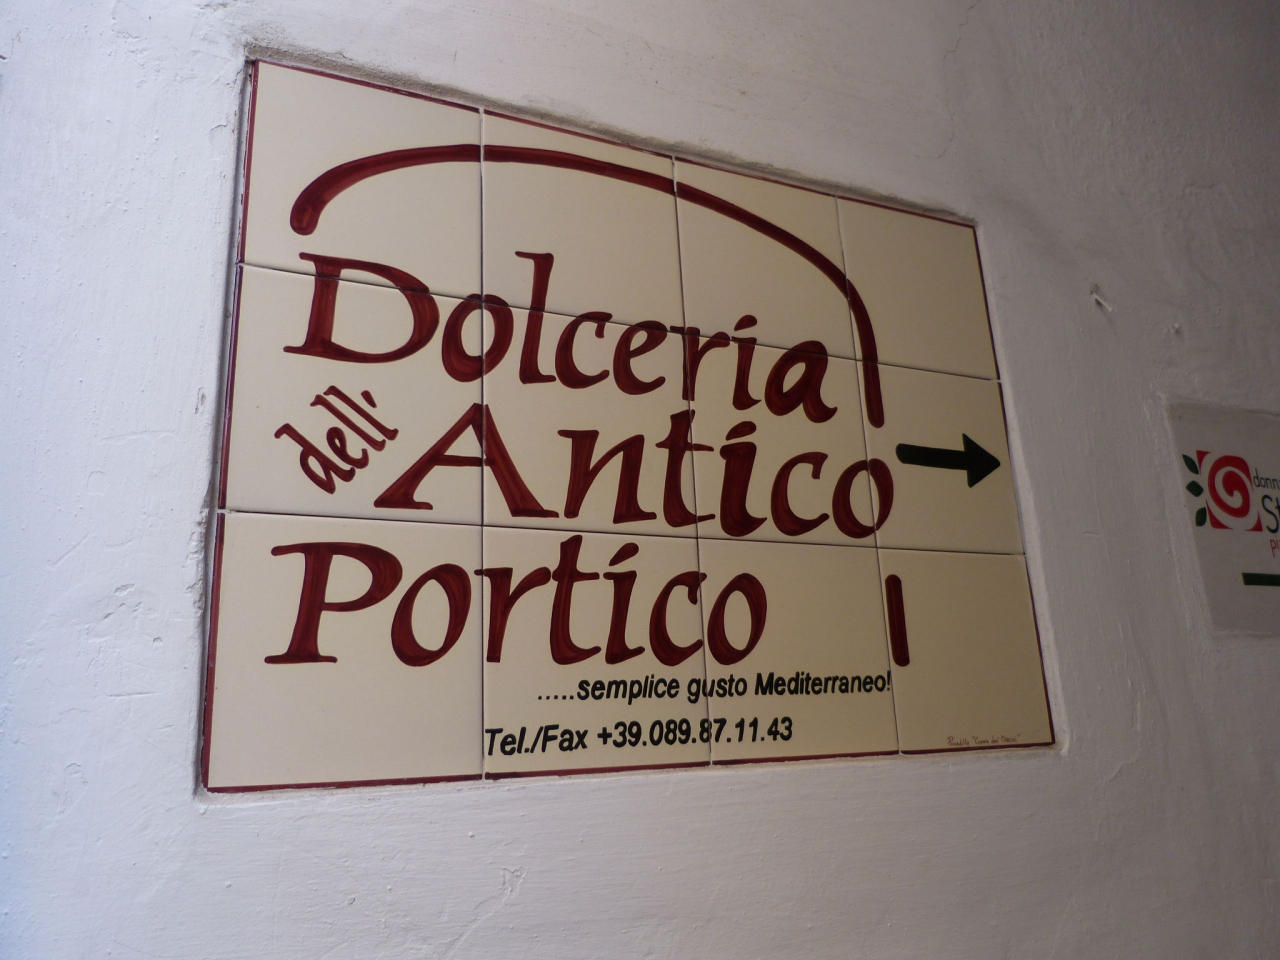 Dolceria
dell'
Antico
Portico
.....semplice gusto Mediterraneo!
Tel./Fax +39.089.87.11.43